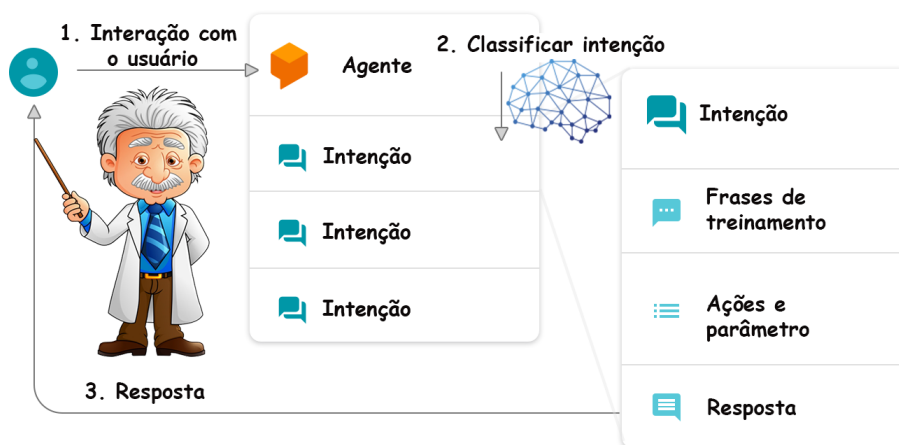 1. Interação com
o usuário
Agente
2. Classificar intenção
Intenção
Intenção
Intenção
3. Resposta
Intenção
Frases de
treinamento
Ações e
parâmetro
Resposta